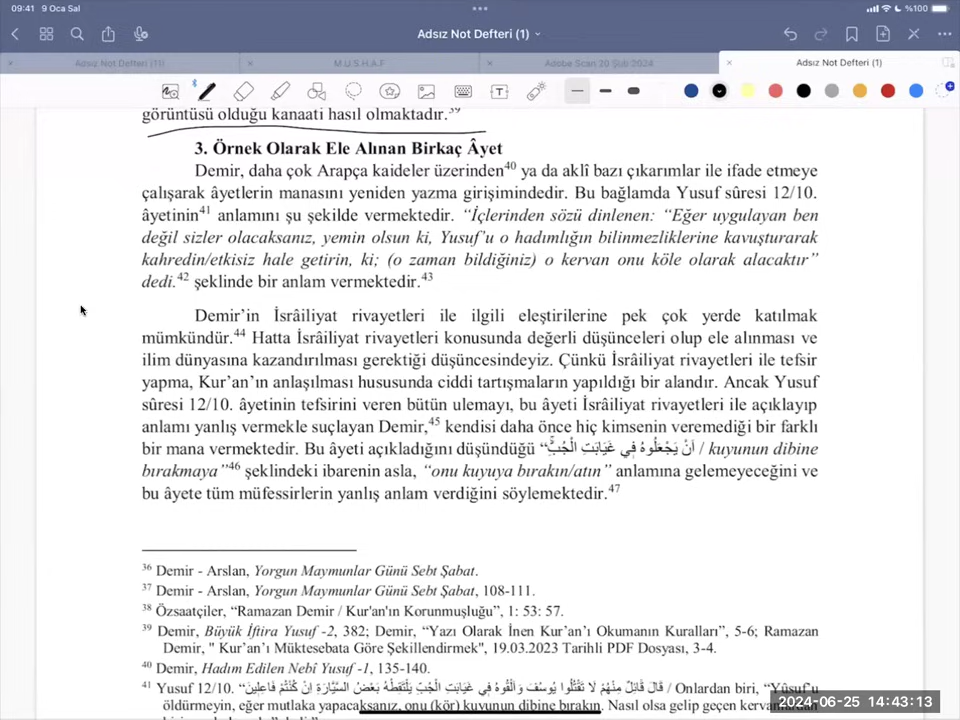 09:41 9 Oca Sal
%100
Adsız Not Defteri (1)
Adsız Not Defteri (11)
M U S H A F
Adobe Scan 20 Şub 2024
Adsız Not Defteri (1)
görüntüsü olduğu kanaati hasıl olmaktadır.³⁹
3. Örnek Olarak Ele Alınan Birkaç Âyet
Demir, daha çok Arapça kaideler üzerinden⁴⁰ ya da aklî bazı çıkarımlar ile ifade etmeye
çalışarak âyetlerin manasını yeniden yazma girişimindedir. Bu bağlamda Yusuf sûresi 12/10.
âyetinin⁴¹ anlamını şu şekilde vermektedir. “İçlerinden sözü dinlenen: “Eğer uygulayan ben
değil sizler olacaksanız, yemin olsun ki, Yusuf'u o hadımlığın bilinmezliklerine kavuşturarak
kahredin/etkisiz hale getirin, ki; (o zaman bildiğiniz) o kervan onu köle olarak alacaktır”
dedi.⁴² şeklinde bir anlam vermektedir.⁴³
Demir’in İsrâiliyat rivayetleri ile ilgili eleştirilerine pek çok yerde katılmak
mümkündür.⁴⁴ Hatta İsrâiliyat rivayetleri konusunda değerli düşünceleri olup ele alınması ve
ilim dünyasına kazandırılması gerektiği düşüncesindeyiz. Çünkü İsrâiliyat rivayetleri ile tefsir
yapma, Kur’an’ın anlaşılması hususunda ciddi tartışmaların yapıldığı bir alandır. Ancak Yusuf
sûresi 12/10. âyetinin tefsirini veren bütün ulemayı, bu âyeti İsrâiliyat rivayetleri ile açıklayıp
anlamı yanlış vermekle suçlayan Demir,⁴⁵ kendisi daha önce hiç kimsenin veremediği bir farklı
bir mana vermektedir. Bu âyeti açıkladığını düşündüğü “اَنْ يَجْعَلُوهُ فِي غَيَابَتِ الْجُبِّۚ / kuyunun dibine
bırakmaya”⁴⁶ şeklindeki ibarenin asla, “onu kuyuya bırakın/atın” anlamına gelemeyeceğini ve
bu âyete tüm müfessirlerin yanlış anlam verdiğini söylemektedir.⁴⁷
³⁶ Demir - Arslan, Yorgun Maymunlar Günü Sebt Şabat.
³⁷ Demir - Arslan, Yorgun Maymunlar Günü Sebt Şabat, 108-111.
³⁸ Özsaatçiler, “Ramazan Demir / Kur'an'ın Korunmuşluğu”, 1: 53: 57.
³⁹ Demir, Büyük İftira Yusuf -2, 382; Demir, “Yazı Olarak İnen Kur’an’ı Okumanın Kuralları”, 5-6; Ramazan
Demir, " Kur’an’ı Müktesebata Göre Şekillendirmek", 19.03.2023 Tarihli PDF Dosyası, 3-4.
⁴⁰ Demir, Hadım Edilen Nebî Yusuf -1, 135-140.
⁴¹ Yusuf 12/10. “قَالَ قَائِلٌ مِنْهُمْ لَا تَقْتُلُوا يُوسُفَ وَاَلْقُوهُ فِي غَيَابَتِ الْجُبِّ يَلْتَقِطْهُ بَعْضُ السَّيَّارَةِ اِنْ كُنْتُمْ فَاعِلِينَ / Onlardan biri, “Yûsuf’u
öldürmeyin, eğer mutlaka yapacaksanız, onu (kör) kuyunun dibine bırakın. Nasıl olsa gelip geçen
2024-06-25 14:43:13